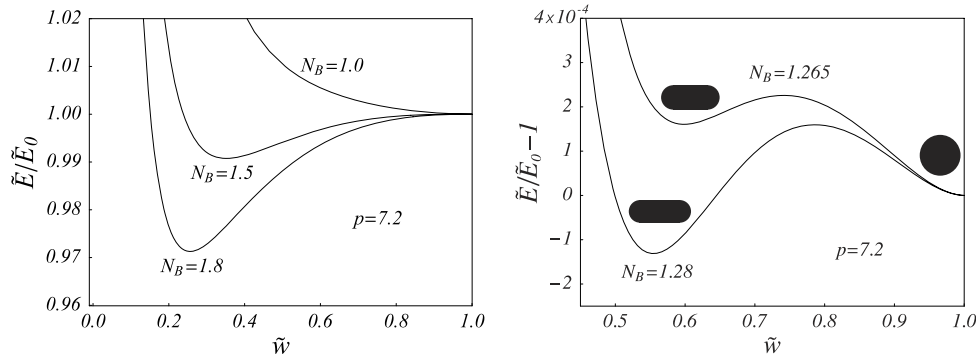 1.02
1.01
1.00
0.99
0.98
0.97
0.96
Ẽ/Ẽ₀
N_B=1.0
N_B=1.5
N_B=1.8
p=7.2
0.0 0.2 0.4 0.6 0.8 1.0
w̃
4×10⁻⁴
2
0
−1
−2
Ẽ/Ẽ₀−1
N_B=1.265
N_B=1.28
p=7.2
0.5 0.6 0.7 0.8 0.9 1.0
w̃